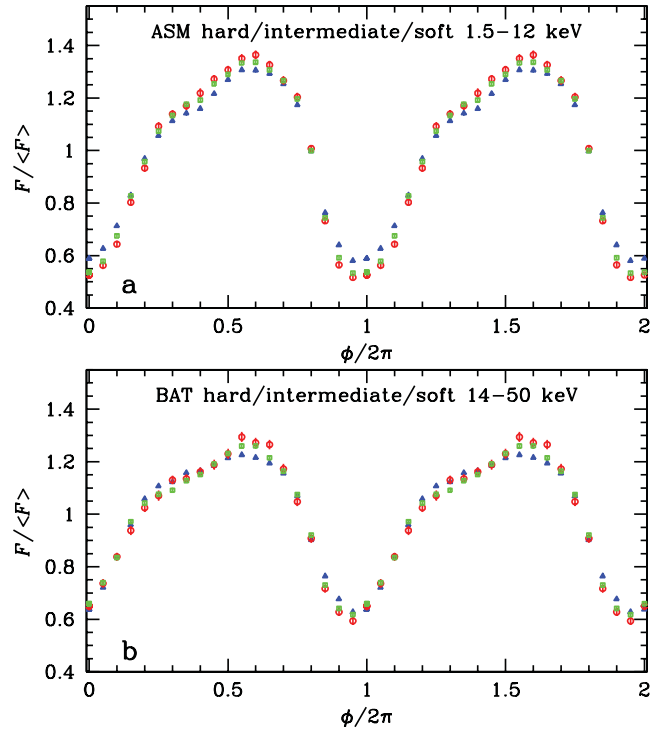 ASM hard/intermediate/soft 1.5–12 keV
1.4
1.2
1
0.8
0.6
0.4
F/<F>
a
0 0.5 1 1.5 2
ϕ/2π
BAT hard/intermediate/soft 14–50 keV
1.4
1.2
1
0.8
0.6
0.4
F/<F>
b
0 0.5 1 1.5 2
ϕ/2π